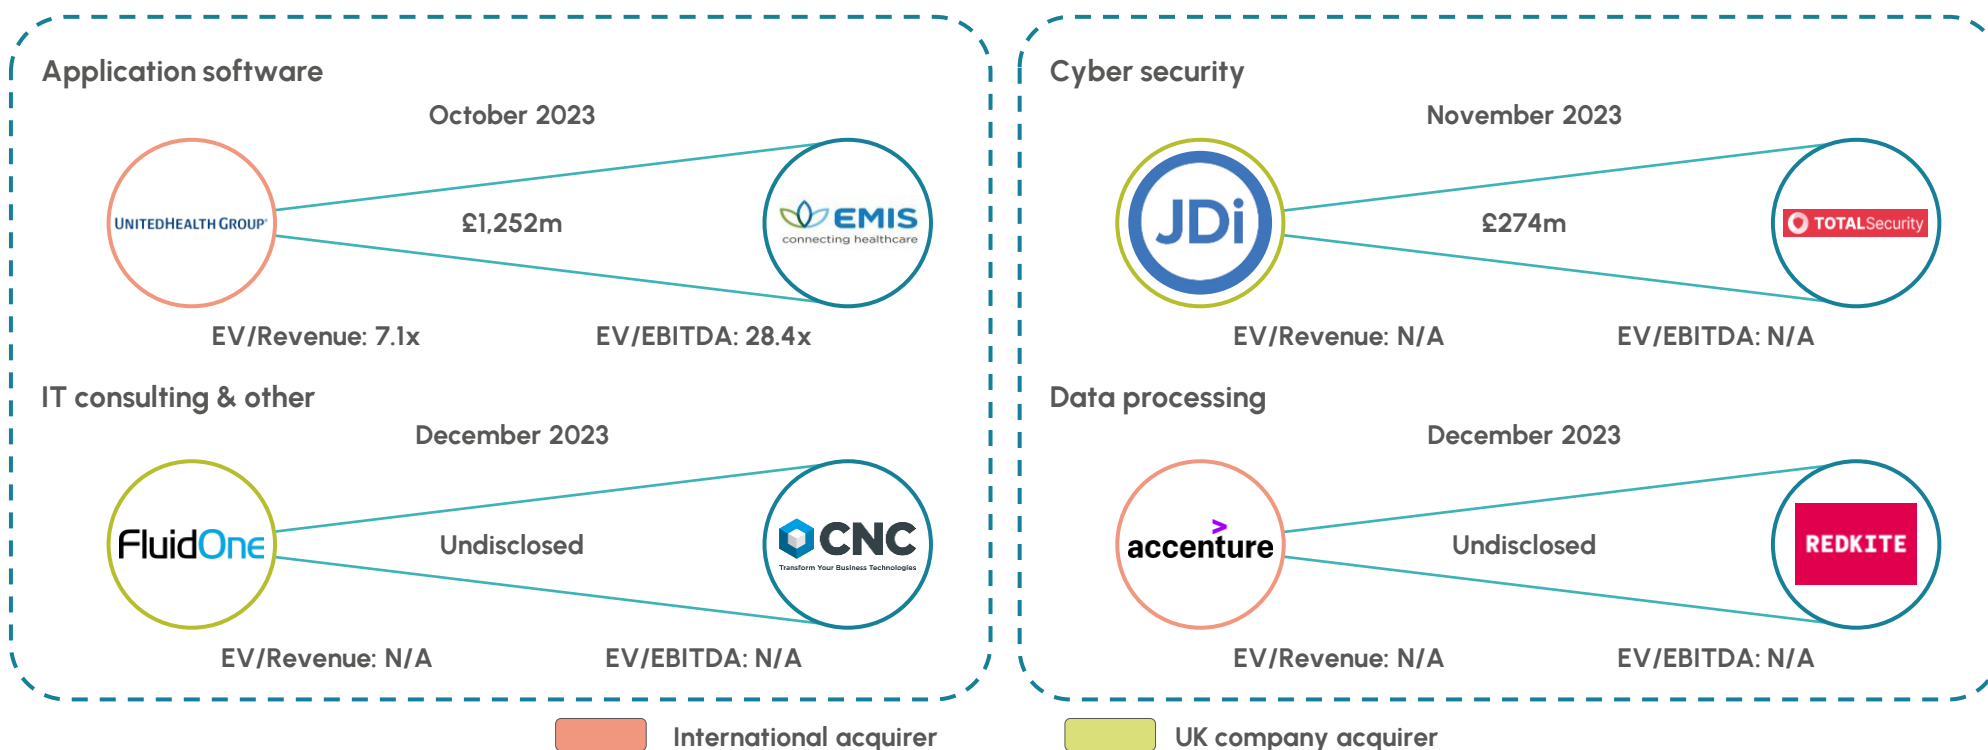 Application software
October 2023
UNITEDHEALTH GROUP®
£1,252m
EMIS
connecting healthcare
EV/Revenue: 7.1x
EV/EBITDA: 28.4x
IT consulting & other
December 2023
FluidOne
Undisclosed
CNC
Transform Your Business Technologies
EV/Revenue: N/A
EV/EBITDA: N/A
Cyber security
November 2023
JDi
£274m
TOTALSecurity
EV/Revenue: N/A
EV/EBITDA: N/A
Data processing
December 2023
accenture
Undisclosed
REDKITE
EV/Revenue: N/A
EV/EBITDA: N/A
International acquirer
UK company acquirer